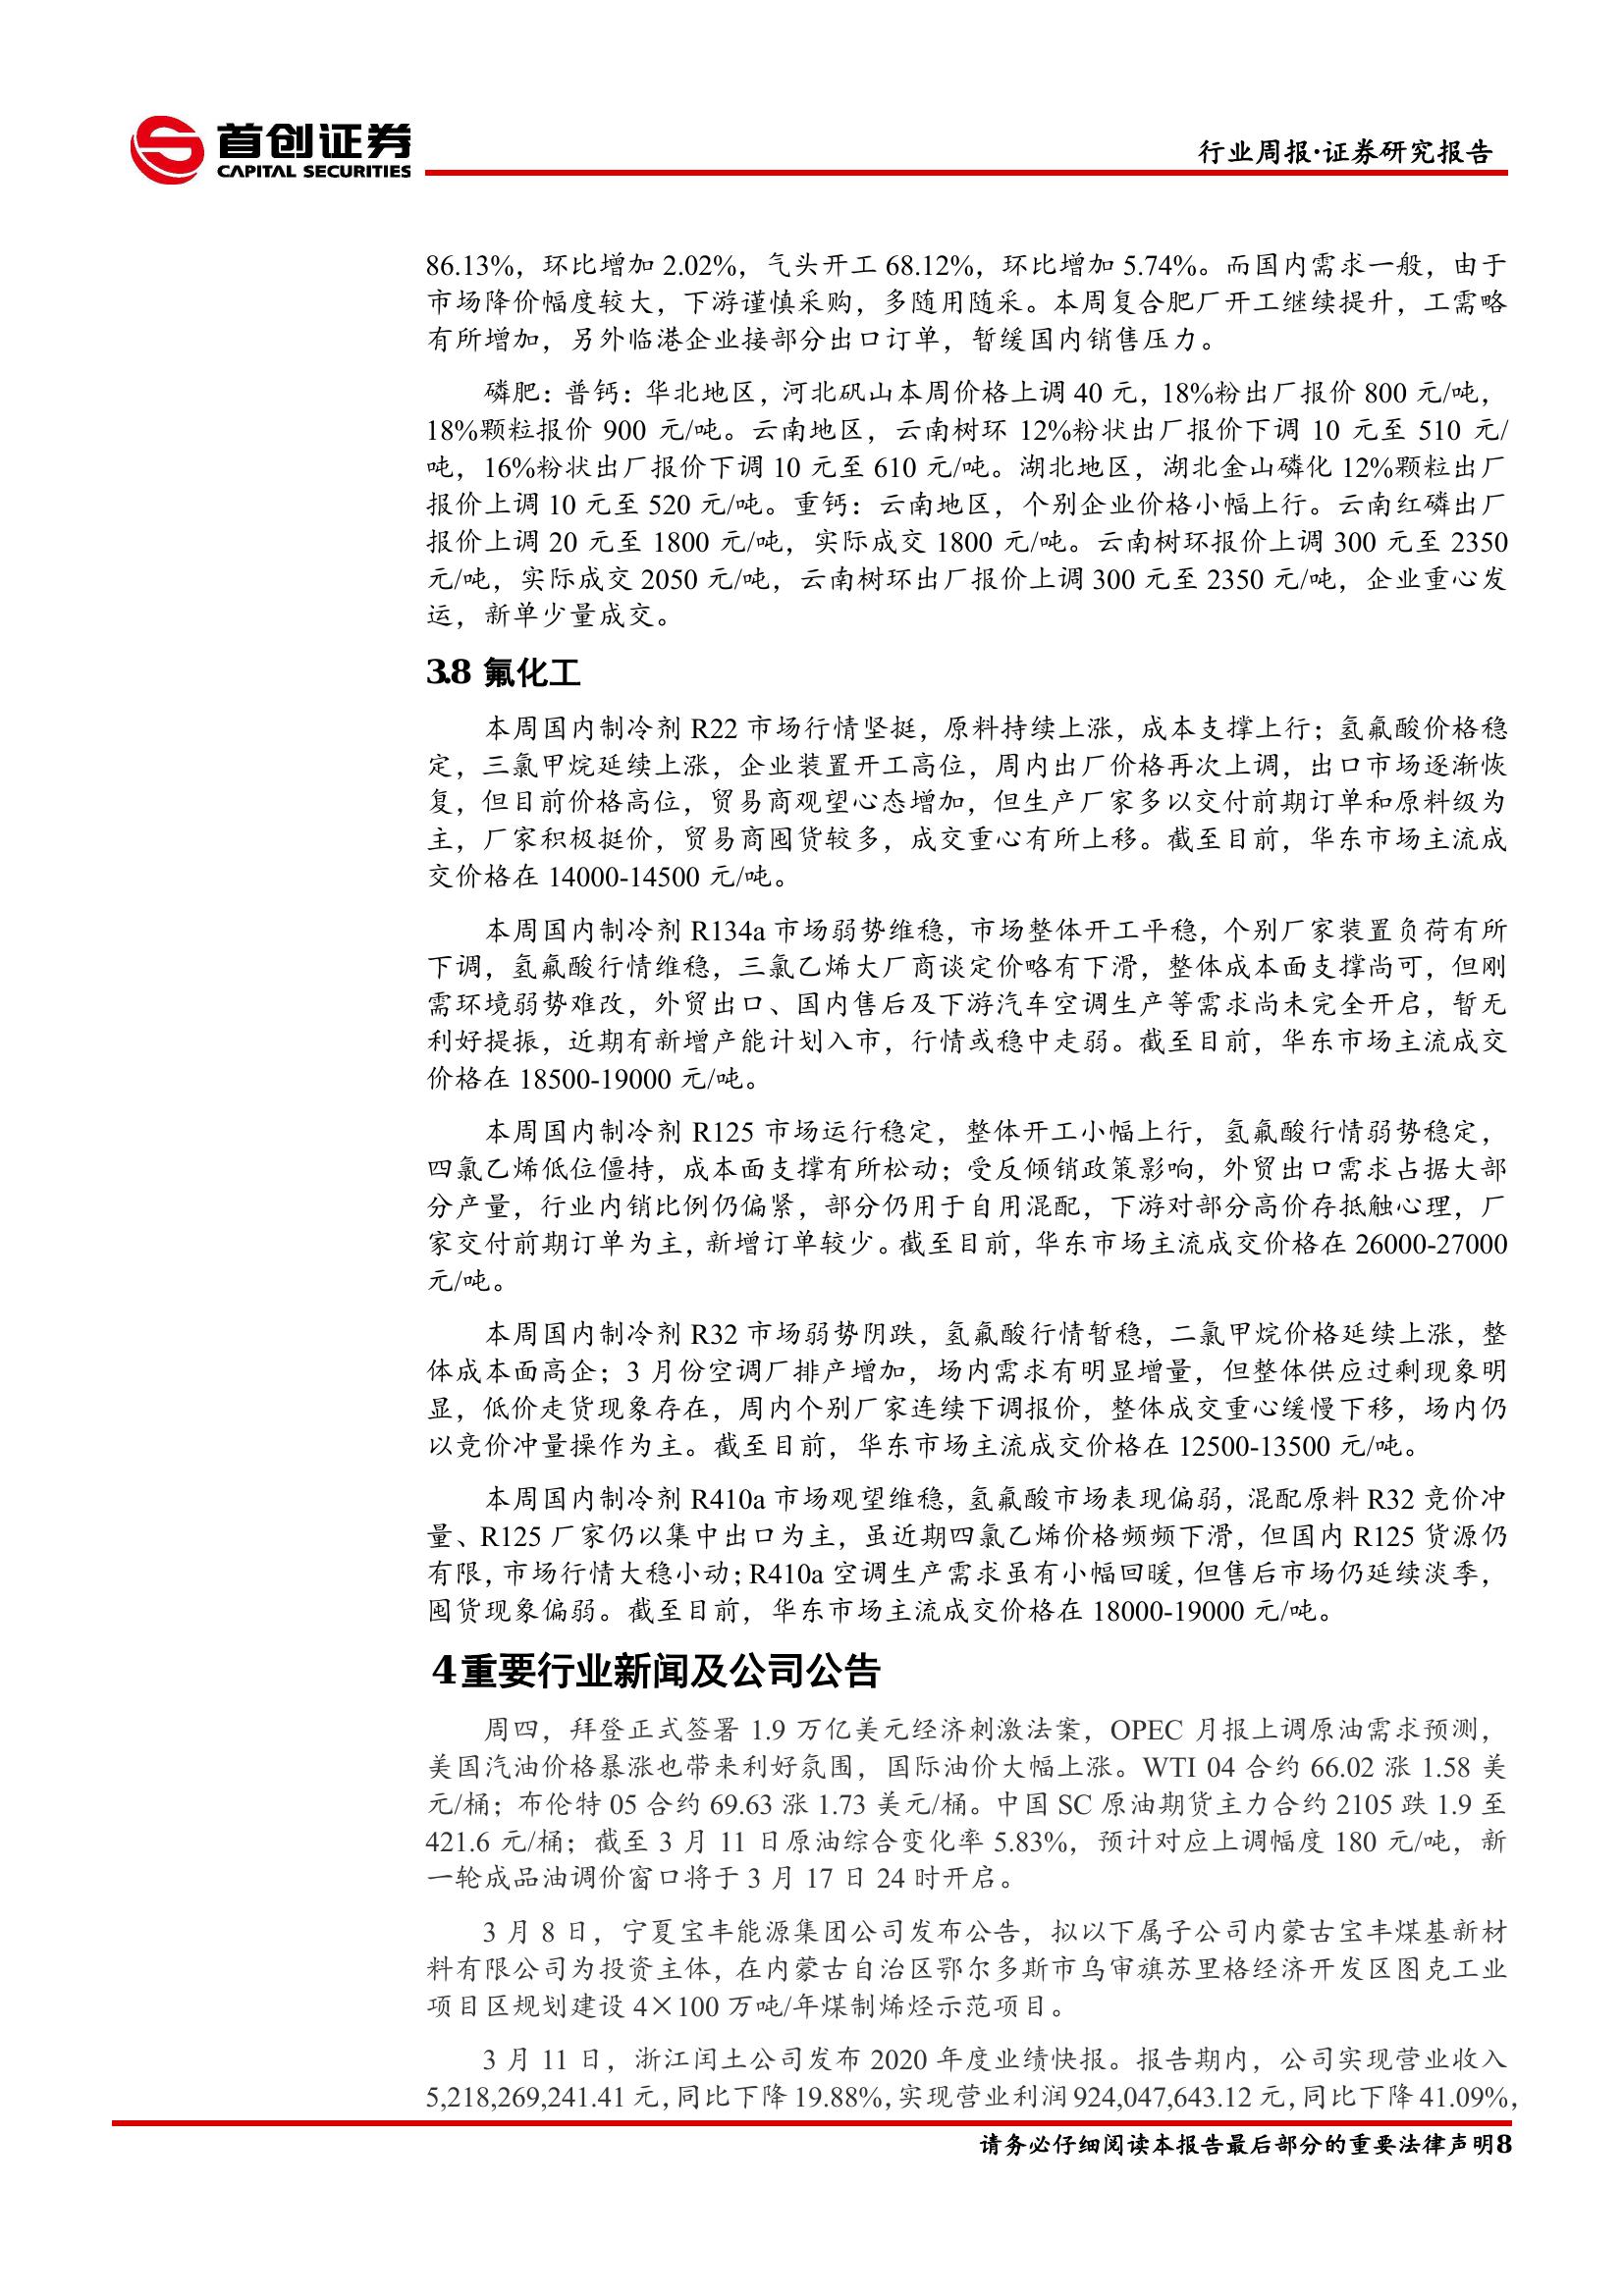 首创证券
CAPITAL SECURITIES
行业周报·证券研究报告
86.13%，环比增加 2.02%，气头开工 68.12%，环比增加 5.74%。而国内需求一般，由于
市场降价幅度较大，下游谨慎采购，多随用随采。本周复合肥厂开工继续提升，工需略
有所增加，另外临港企业接部分出口订单，暂缓国内销售压力。
磷肥：普钙：华北地区，河北矾山本周价格上调 40 元，18%粉出厂报价 800 元/吨，
18%颗粒报价 900 元/吨。云南地区，云南树环 12%粉状出厂报价下调 10 元至 510 元/
吨，16%粉状出厂报价下调 10 元至 610 元/吨。湖北地区，湖北金山磷化 12%颗粒出厂
报价上调 10 元至 520 元/吨。重钙：云南地区，个别企业价格小幅上行。云南红磷出厂
报价上调 20 元至 1800 元/吨，实际成交 1800 元/吨。云南树环报价上调 300 元至 2350
元/吨，实际成交 2050 元/吨，云南树环出厂报价上调 300 元至 2350 元/吨，企业重心发
运，新单少量成交。
3.8 氟化工
本周国内制冷剂 R22 市场行情坚挺，原料持续上涨，成本支撑上行；氢氟酸价格稳
定，三氯甲烷延续上涨，企业装置开工高位，周内出厂价格再次上调，出口市场逐渐恢
复，但目前价格高位，贸易商观望心态增加，但生产厂家多以交付前期订单和原料级为
主，厂家积极挺价，贸易商囤货较多，成交重心有所上移。截至目前，华东市场主流成
交价格在 14000-14500 元/吨。
本周国内制冷剂 R134a 市场弱势维稳，市场整体开工平稳，个别厂家装置负荷有所
下调，氢氟酸行情维稳，三氯乙烯大厂商谈定价略有下滑，整体成本面支撑尚可，但刚
需环境弱势难改，外贸出口、国内售后及下游汽车空调生产等需求尚未完全开启，暂无
利好提振，近期有新增产能计划入市，行情或稳中走弱。截至目前，华东市场主流成交
价格在 18500-19000 元/吨。
本周国内制冷剂 R125 市场运行稳定，整体开工小幅上行，氢氟酸行情弱势稳定，
四氯乙烯低位僵持，成本面支撑有所松动；受反倾销政策影响，外贸出口需求占据大部
分产量，行业内销比例仍偏紧，部分仍用于自用混配，下游对部分高价存抵触心理，厂
家交付前期订单为主，新增订单较少。截至目前，华东市场主流成交价格在 26000-27000
元/吨。
本周国内制冷剂 R32 市场弱势阴跌，氢氟酸行情暂稳，二氯甲烷价格延续上涨，整
体成本面高企；3 月份空调厂排产增加，场内需求有明显增量，但整体供应过剩现象明
显，低价走货现象存在，周内个别厂家连续下调报价，整体成交重心缓慢下移，场内仍
以竞价冲量操作为主。截至目前，华东市场主流成交价格在 12500-13500 元/吨。
本周国内制冷剂 R410a 市场观望维稳，氢氟酸市场表现偏弱，混配原料 R32 竞价冲
量、R125 厂家仍以集中出口为主，虽近期四氯乙烯价格频频下滑，但国内 R125 货源仍
有限，市场行情大稳小动；R410a 空调生产需求虽有小幅回暖，但售后市场仍延续淡季，
囤货现象偏弱。截至目前，华东市场主流成交价格在 18000-19000 元/吨。
4 重要行业新闻及公司公告
周四，拜登正式签署 1.9 万亿美元经济刺激法案，OPEC 月报上调原油需求预测，
美国汽油价格暴涨也带来利好氛围，国际油价大幅上涨。WTI 04 合约 66.02 涨 1.58 美
元/桶；布伦特 05 合约 69.63 涨 1.73 美元/桶。中国 SC 原油期货主力合约 2105 跌 1.9 至
421.6 元/桶；截至 3 月 11 日原油综合变化率 5.83%，预计对应上调幅度 180 元/吨，新
一轮成品油调价窗口将于 3 月 17 日 24 时开启。
3 月 8 日，宁夏宝丰能源集团公司发布公告，拟以下属子公司内蒙古宝丰煤基新材
料有限公司为投资主体，在内蒙古自治区鄂尔多斯市乌审旗苏里格经济开发区图克工业
项目区规划建设 4×100 万吨/年煤制烯烃示范项目。
3 月 11 日，浙江闰土公司发布 2020 年度业绩快报。报告期内，公司实现营业收入
5,218,269,241.41 元，同比下降 19.88%，实现营业利润 924,047,643.12 元，同比下降 41.09%，
请务必仔细阅读本报告最后部分的重要法律声明8